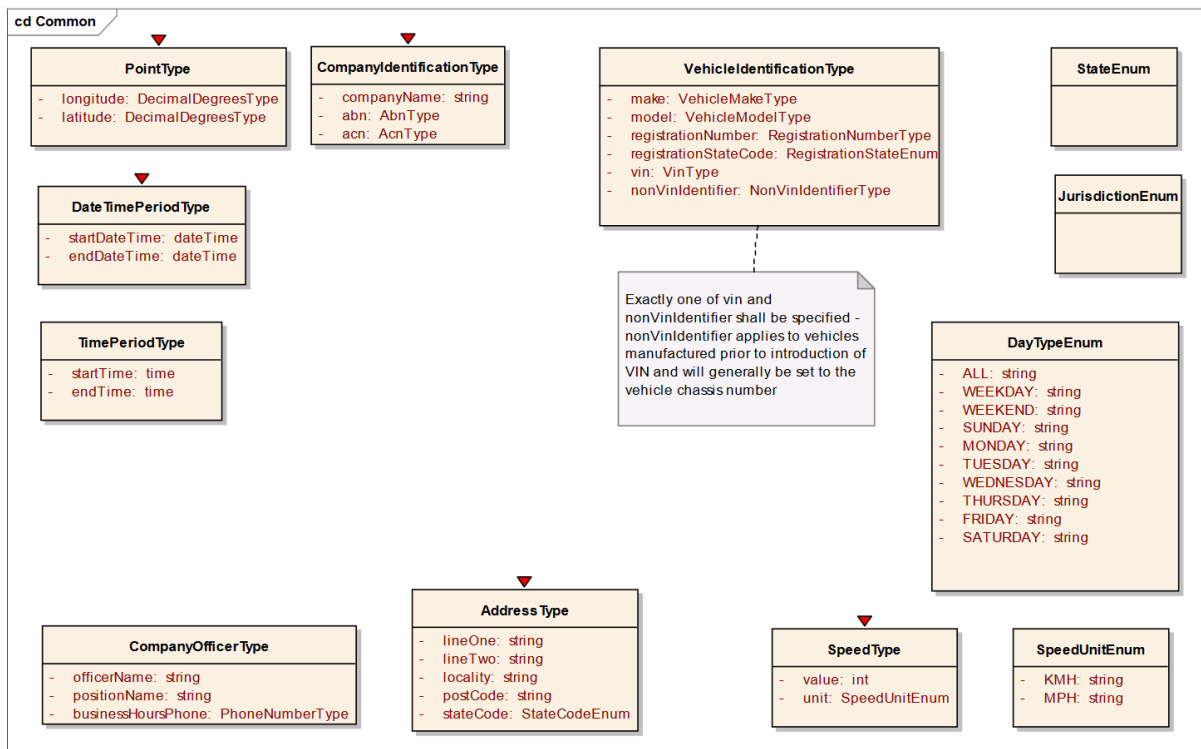 cd Common
PointType
- longitude: DecimalDegreesType
- latitude: DecimalDegreesType
CompanyIdentificationType
- companyName: string
- abn: AbnType
- acn: AcnType
VehicleIdentificationType
- make: VehicleMakeType
- model: VehicleModelType
- registrationNumber: RegistrationNumberType
- registrationStateCode: RegistrationStateEnum
- vin: VinType
- nonVinIdentifier: NonVinIdentifierType
StateEnum
JurisdictionEnum
DateTimePeriodType
- startDateTime: dateTime
- endDateTime: dateTime
Exactly one of vin and
nonVinIdentifier shall be specified -
nonVinIdentifier applies to vehicles
manufactured prior to introduction of
VIN and will generally be set to the
vehicle chassis number
TimePeriodType
- startTime: time
- endTime: time
DayTypeEnum
- ALL: string
- WEEKDAY: string
- WEEKEND: string
- SUNDAY: string
- MONDAY: string
- TUESDAY: string
- WEDNESDAY: string
- THURSDAY: string
- FRIDAY: string
- SATURDAY: string
CompanyOfficerType
- officerName: string
- positionName: string
- businessHoursPhone: PhoneNumberType
AddressType
- lineOne: string
- lineTwo: string
- locality: string
- postCode: string
- stateCode: StateCodeEnum
SpeedType
- value: int
- unit: SpeedUnitEnum
SpeedUnitEnum
- KMH: string
- MPH: string